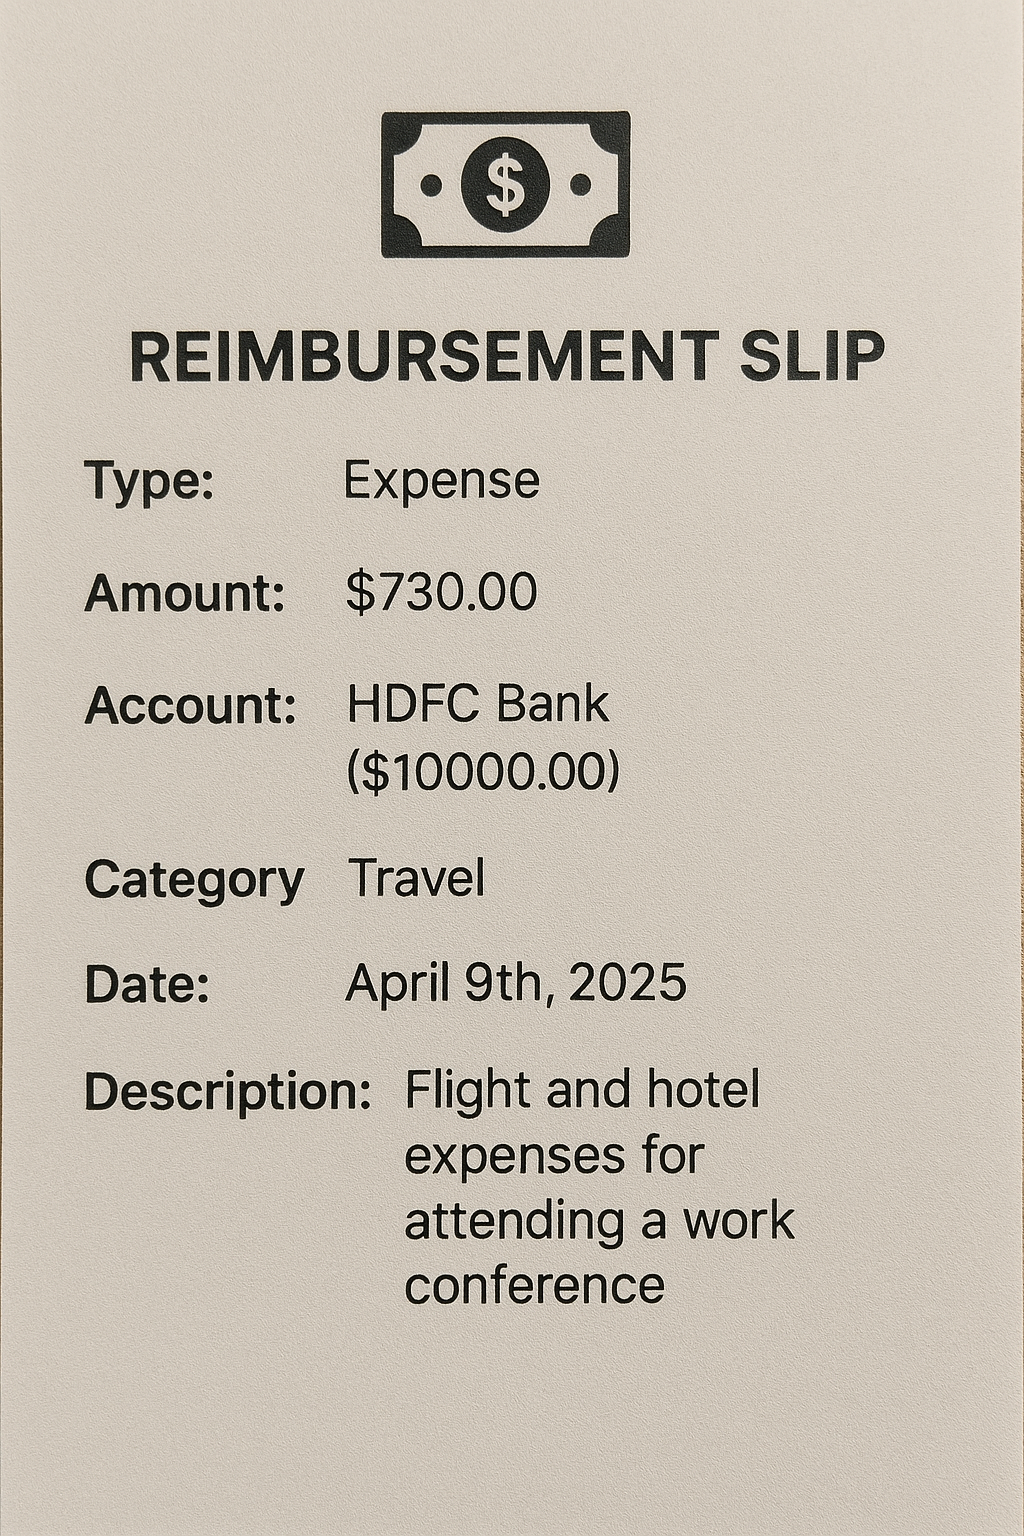 $
REIMBURSEMENT SLIP
Type: Expense
Amount: $730.00
Account: HDFC Bank
($10000.00)
Category Travel
Date: April 9th, 2025
Description: Flight and hotel
expenses for
attending a work
conference